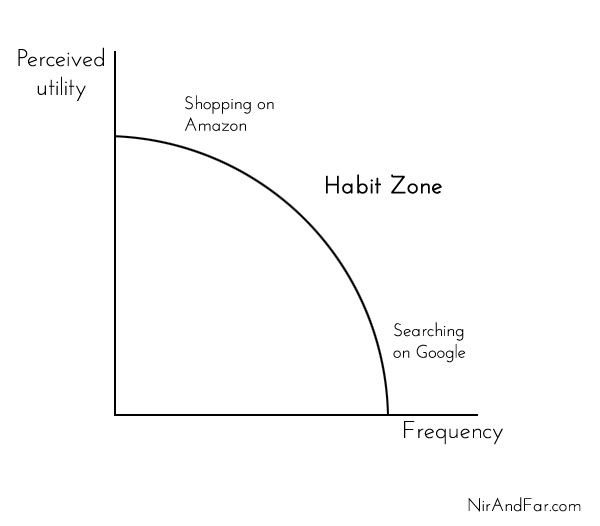 Perceived
utility
Shopping on
Amazon
Habit Zone
Searching
on Google
Frequency
NirAndFar.com